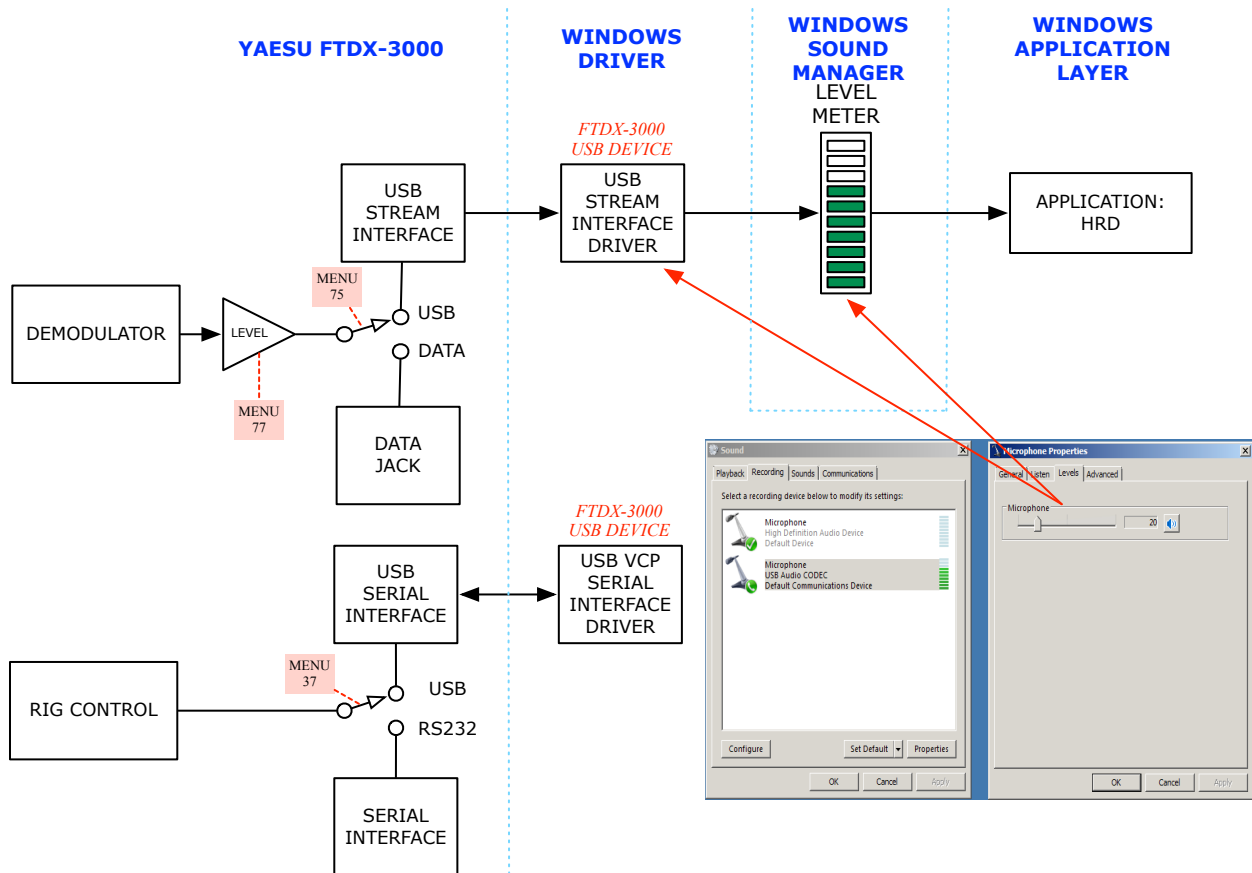 YAESU FTDX-3000
WINDOWS
DRIVER
WINDOWS
SOUND
MANAGER
WINDOWS
APPLICATION
LAYER
LEVEL
METER
FTDX-3000
USB DEVICE
USB
STREAM
INTERFACE
USB
STREAM
INTERFACE
DRIVER
APPLICATION:
HRD
MENU
75
DEMODULATOR
LEVEL
USB
DATA
MENU
77
DATA
JACK
Sound
Playback Recording Sounds Communications
Select a recording device below to modify its settings:
Microphone
High Definition Audio Device
Default Device
Microphone
USB Audio CODEC
Default Communications Device
Configure Set Default Properties
OK Cancel Apply
Microphone Properties
General Listen Levels Advanced
Microphone
20
OK Cancel Apply
FTDX-3000
USB DEVICE
USB
SERIAL
INTERFACE
USB VCP
SERIAL
INTERFACE
DRIVER
MENU
37
RIG CONTROL
USB
RS232
SERIAL
INTERFACE